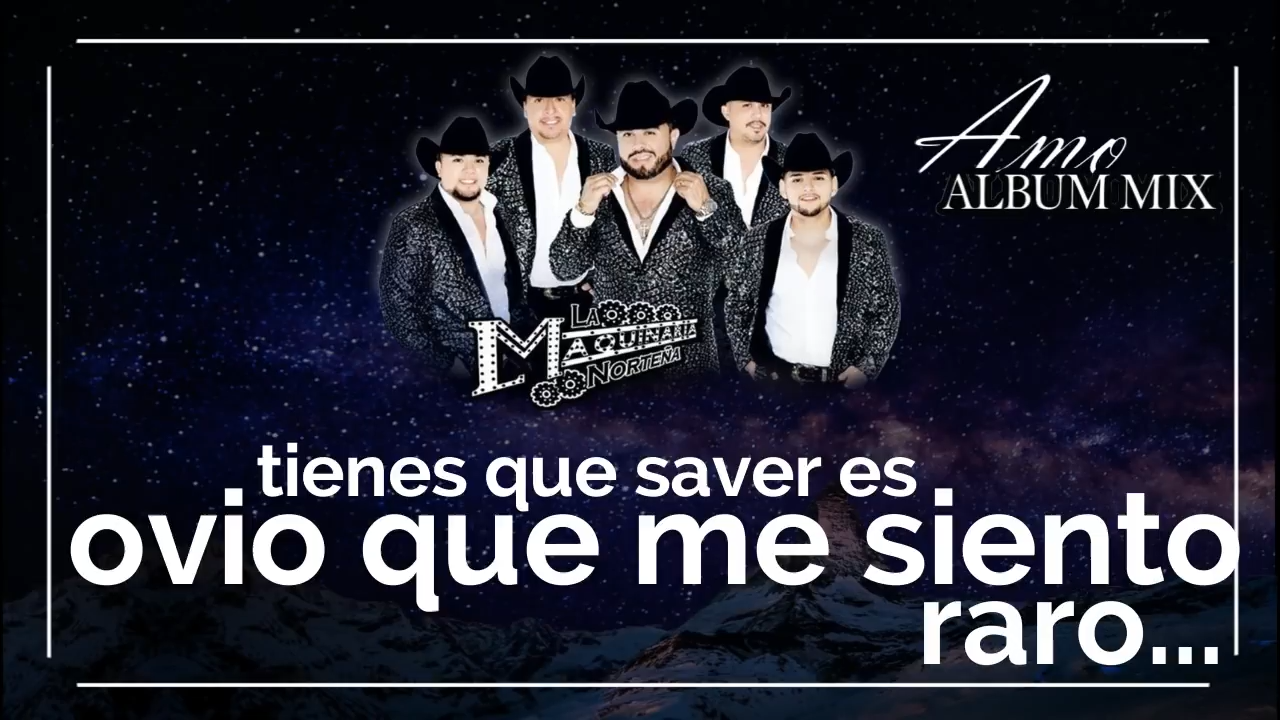 Amo
ALBUM MIX
LA
MAQUINARIA
NORTEÑA
tienes que saver es
ovio que me siento
raro...